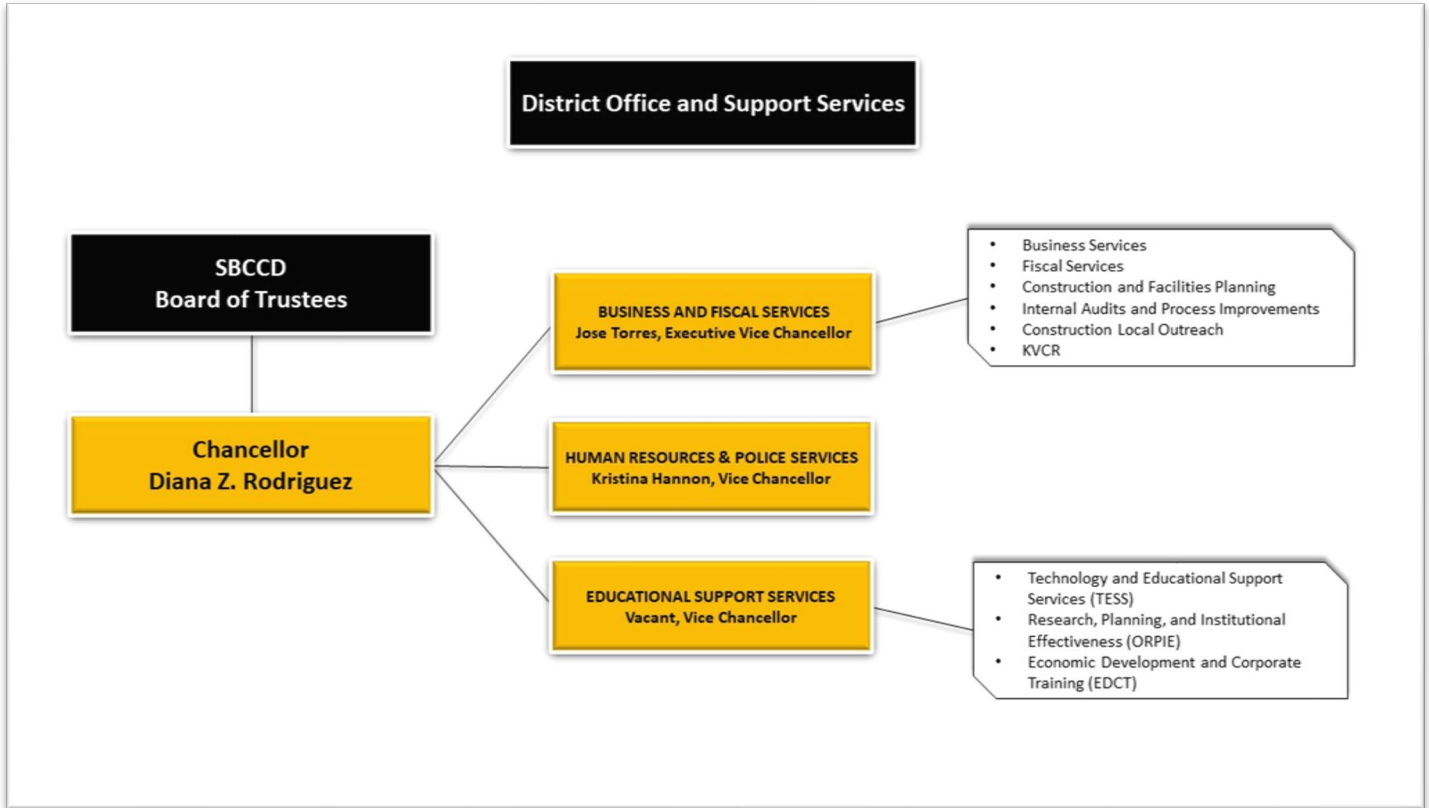 District Office and Support Services
SBCCD
Board of Trustees
Chancellor
Diana Z. Rodriguez
BUSINESS AND FISCAL SERVICES
Jose Torres, Executive Vice Chancellor
• Business Services
• Fiscal Services
• Construction and Facilities Planning
• Internal Audits and Process Improvements
• Construction Local Outreach
• KVCR
HUMAN RESOURCES & POLICE SERVICES
Kristina Hannon, Vice Chancellor
EDUCATIONAL SUPPORT SERVICES
Vacant, Vice Chancellor
• Technology and Educational Support
Services (TESS)
• Research, Planning, and Institutional
Effectiveness (ORPIE)
• Economic Development and Corporate
Training (EDCT)